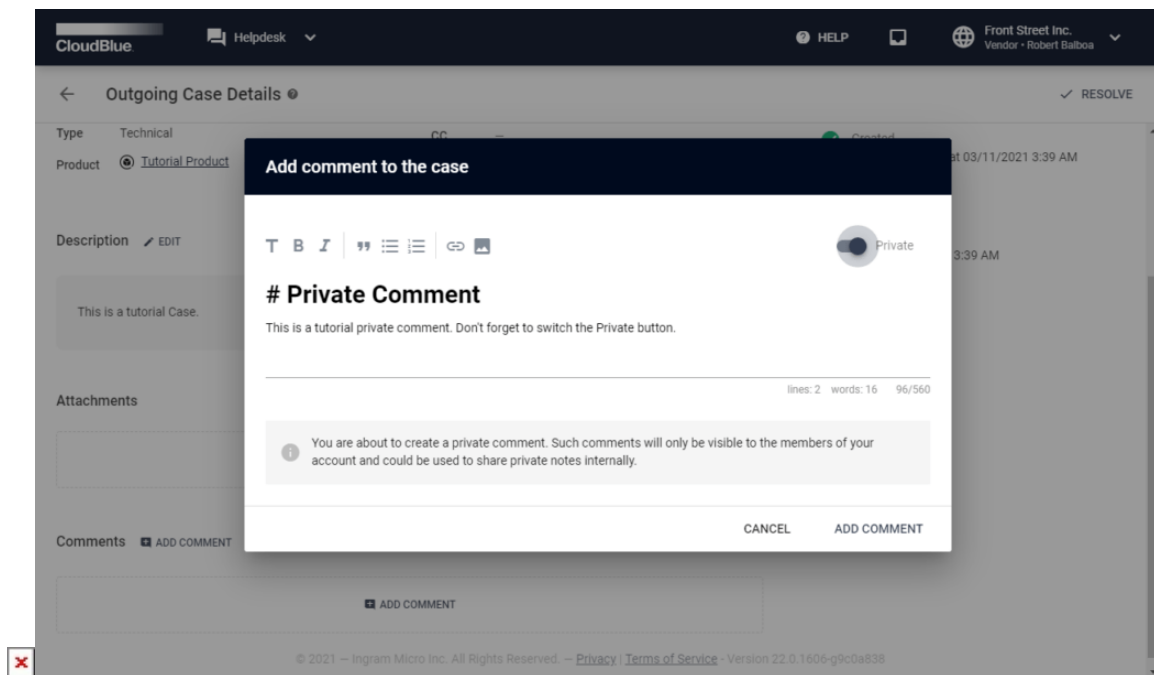 CloudBlue
Helpdesk
HELP
Front Street Inc.
Vendor • Robert Balboa
Outgoing Case Details
RESOLVE
Type Technical
CC —
Created
Product Tutorial Product
at 03/11/2021 3:39 AM
Add comment to the case
Description EDIT
T B I
Private
3:39 AM
# Private Comment
This is a tutorial Case.
This is a tutorial private comment. Don't forget to switch the Private button.
lines: 2 words: 16 96/560
Attachments
You are about to create a private comment. Such comments will only be visible to the members of your
account and could be used to share private notes internally.
CANCEL ADD COMMENT
Comments ADD COMMENT
ADD COMMENT
© 2021 — Ingram Micro Inc. All Rights Reserved. — Privacy | Terms of Service - Version 22.0.1606-g9c0a838